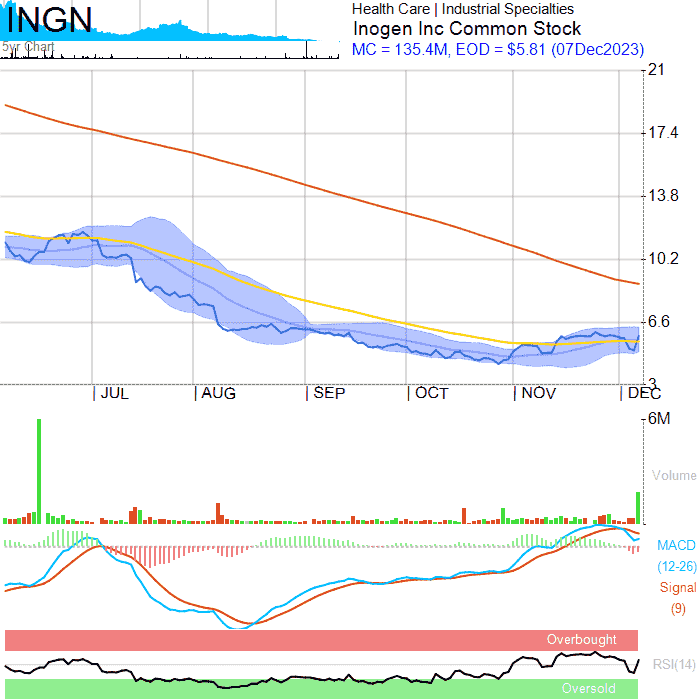 INGN
5yr Chart
Health Care | Industrial Specialties
Inogen Inc Common Stock
MC = 135.4M, EOD = $5.81 (07Dec2023)
21
17.4
13.8
10.2
6.6
3
JUL AUG SEP OCT NOV DEC
6M
Volume
MACD
(12-26)
Signal
(9)
Overbought
RSI(14)
Oversold